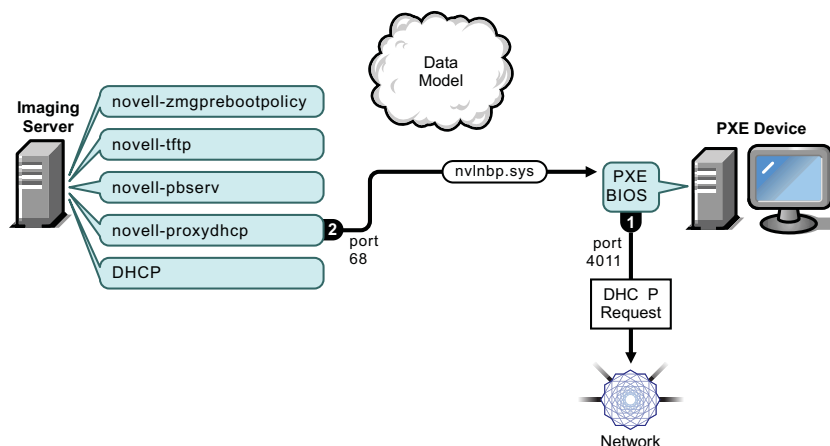 Data
Model
Imaging
Server
novell-zmgprebootpolicy
novell-tftp
novell-pbserv
novell-proxydhcp
DHCP
2
port
68
nvlnbp.sys
PXE
BIOS
1
port
4011
PXE Device
DHC P
Request
Network